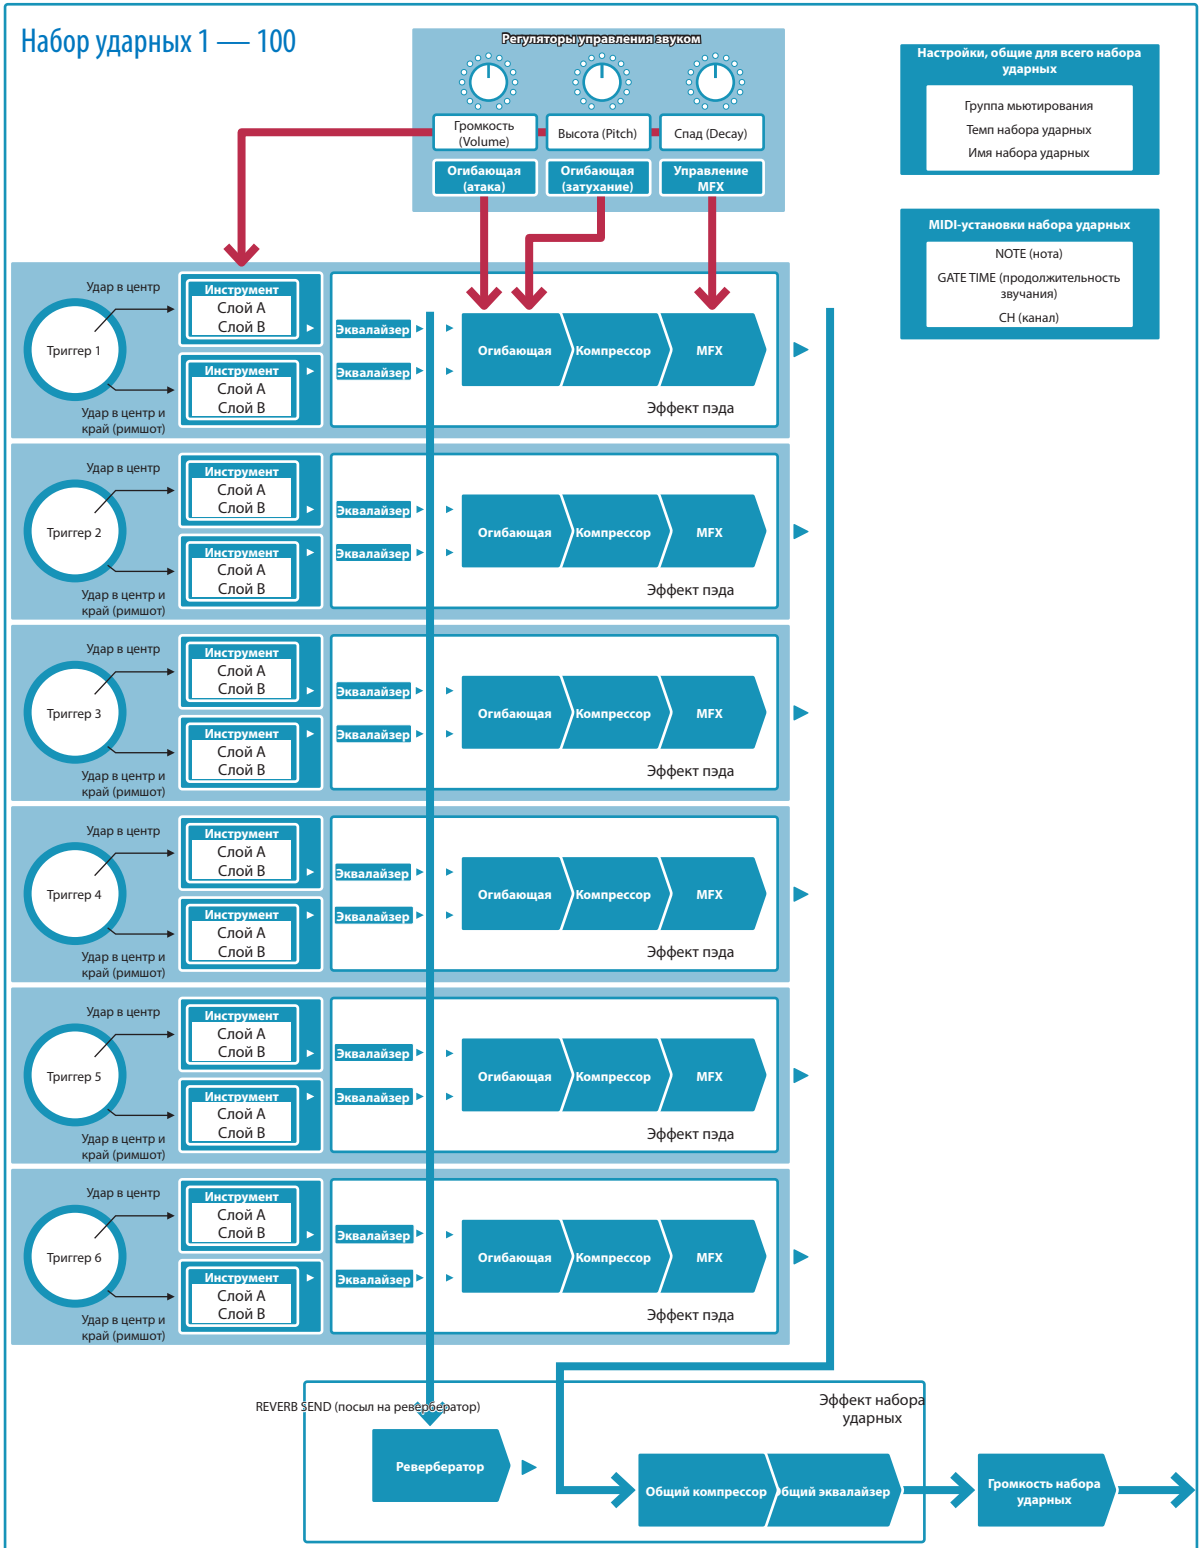 Набор ударных 1 — 100
Регуляторы управления звуком
Громкость
(Volume)
Высота (Pitch)
Спад (Decay)
Огибающая
(атака)
Огибающая
(затухание)
Управление
MFX
Настройки, общие для всего набора
ударных
Группа мьютирования
Темп набора ударных
Имя набора ударных
MIDI-установки набора ударных
NOTE (нота)
GATE TIME (продолжительность
звучания)
CH (канал)
Удар в центр
Триггер 1
Удар в центр и
край (римшот)
Инструмент
Слой A
Слой B
Инструмент
Слой A
Слой B
Эквалайзер
Эквалайзер
Огибающая
Компрессор
MFX
Эффект пэда
Удар в центр
Триггер 2
Удар в центр и
край (римшот)
Инструмент
Слой A
Слой B
Инструмент
Слой A
Слой B
Эквалайзер
Эквалайзер
Огибающая
Компрессор
MFX
Эффект пэда
Удар в центр
Триггер 3
Удар в центр и
край (римшот)
Инструмент
Слой A
Слой B
Инструмент
Слой A
Слой B
Эквалайзер
Эквалайзер
Огибающая
Компрессор
MFX
Эффект пэда
Удар в центр
Триггер 4
Удар в центр и
край (римшот)
Инструмент
Слой A
Слой B
Инструмент
Слой A
Слой B
Эквалайзер
Эквалайзер
Огибающая
Компрессор
MFX
Эффект пэда
Удар в центр
Триггер 5
Удар в центр и
край (римшот)
Инструмент
Слой A
Слой B
Инструмент
Слой A
Слой B
Эквалайзер
Эквалайзер
Огибающая
Компрессор
MFX
Эффект пэда
Удар в центр
Триггер 6
Удар в центр и
край (римшот)
Инструмент
Слой A
Слой B
Инструмент
Слой A
Слой B
Эквалайзер
Эквалайзер
Огибающая
Компрессор
MFX
Эффект пэда
REVERB SEND (посыл на ревербератор)
Эффект набора
ударных
Ревербератор
Общий компрессор
Общий эквалайзер
Громкость набора
ударных